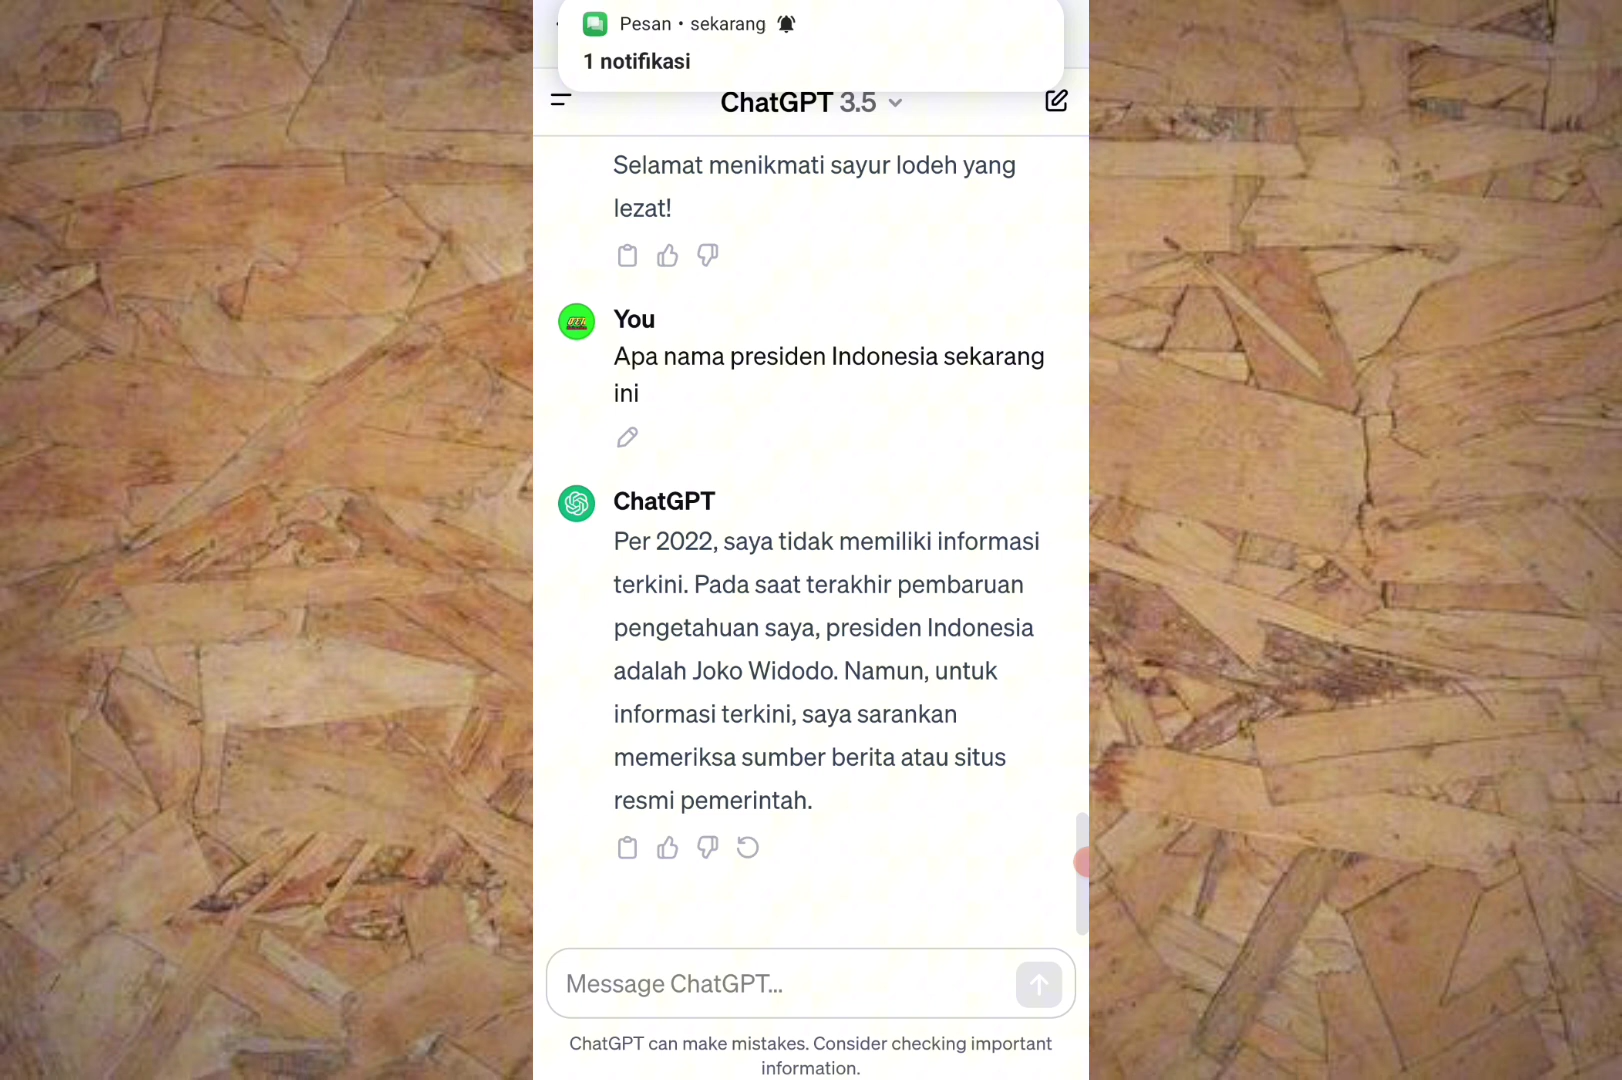 Pesan • sekarang
1 notifikasi
ChatGPT 3.5
Selamat menikmati sayur lodeh yang
lezat!
You
Apa nama presiden Indonesia sekarang
ini
ChatGPT
Per 2022, saya tidak memiliki informasi
terkini. Pada saat terakhir pembaruan
pengetahuan saya, presiden Indonesia
adalah Joko Widodo. Namun, untuk
informasi terkini, saya sarankan
memeriksa sumber berita atau situs
resmi pemerintah.
Message ChatGPT...
ChatGPT can make mistakes. Consider checking important
information.